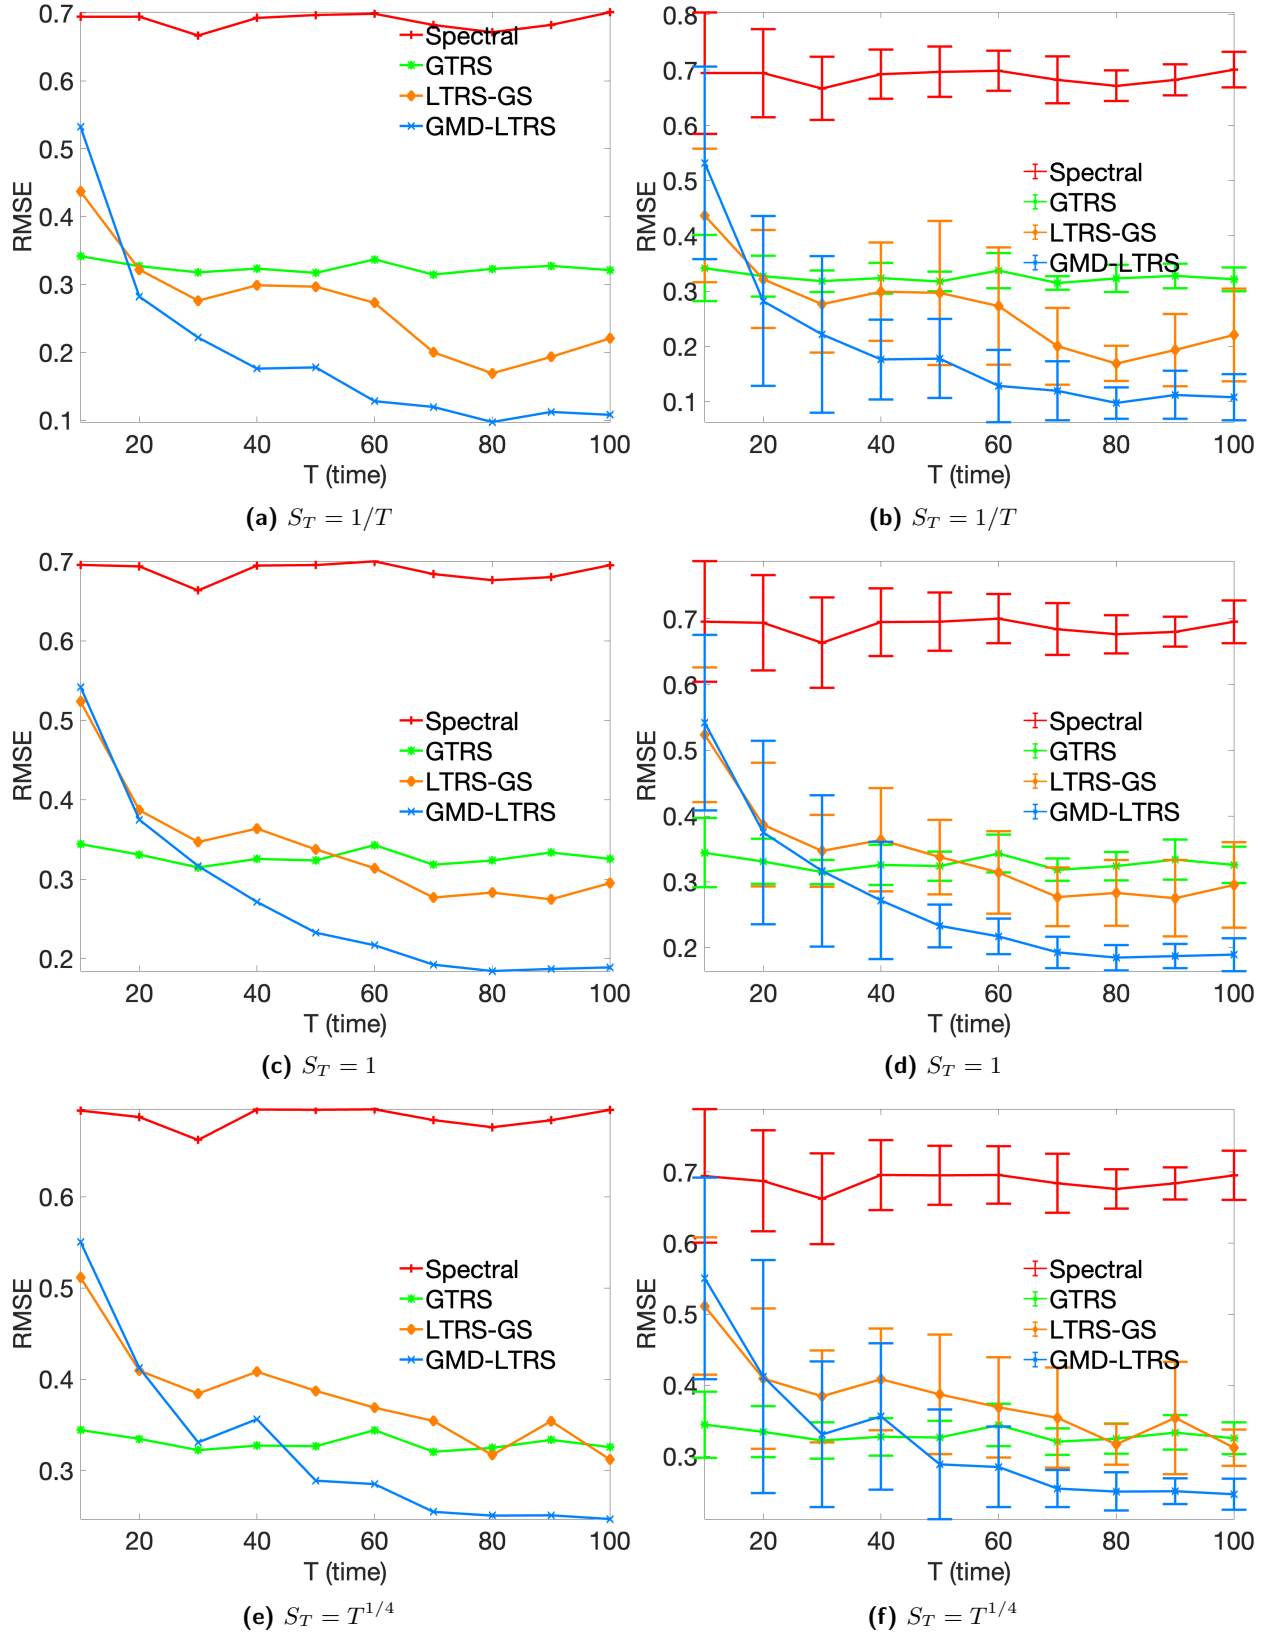 0.7
0.6
0.5
0.4
0.3
0.2
0.1
RMSE
Spectral
GTRS
LTRS-GS
GMD-LTRS
20 40 60 80 100
T (time)
(a) S_T = 1/T
0.8
0.7
0.6
0.5
0.4
0.3
0.2
0.1
RMSE
Spectral
GTRS
LTRS-GS
GMD-LTRS
20 40 60 80 100
T (time)
(b) S_T = 1/T
0.7
0.6
0.5
0.4
0.3
0.2
RMSE
Spectral
GTRS
LTRS-GS
GMD-LTRS
20 40 60 80 100
T (time)
(c) S_T = 1
0.7
0.6
0.5
0.4
0.3
0.2
RMSE
Spectral
GTRS
LTRS-GS
GMD-LTRS
20 40 60 80 100
T (time)
(d) S_T = 1
0.6
0.5
0.4
0.3
RMSE
Spectral
GTRS
LTRS-GS
GMD-LTRS
20 40 60 80 100
T (time)
(e) S_T = T^{1/4}
0.7
0.6
0.5
0.4
0.3
RMSE
Spectral
GTRS
LTRS-GS
GMD-LTRS
20 40 60 80 100
T (time)
(f) S_T = T^{1/4}